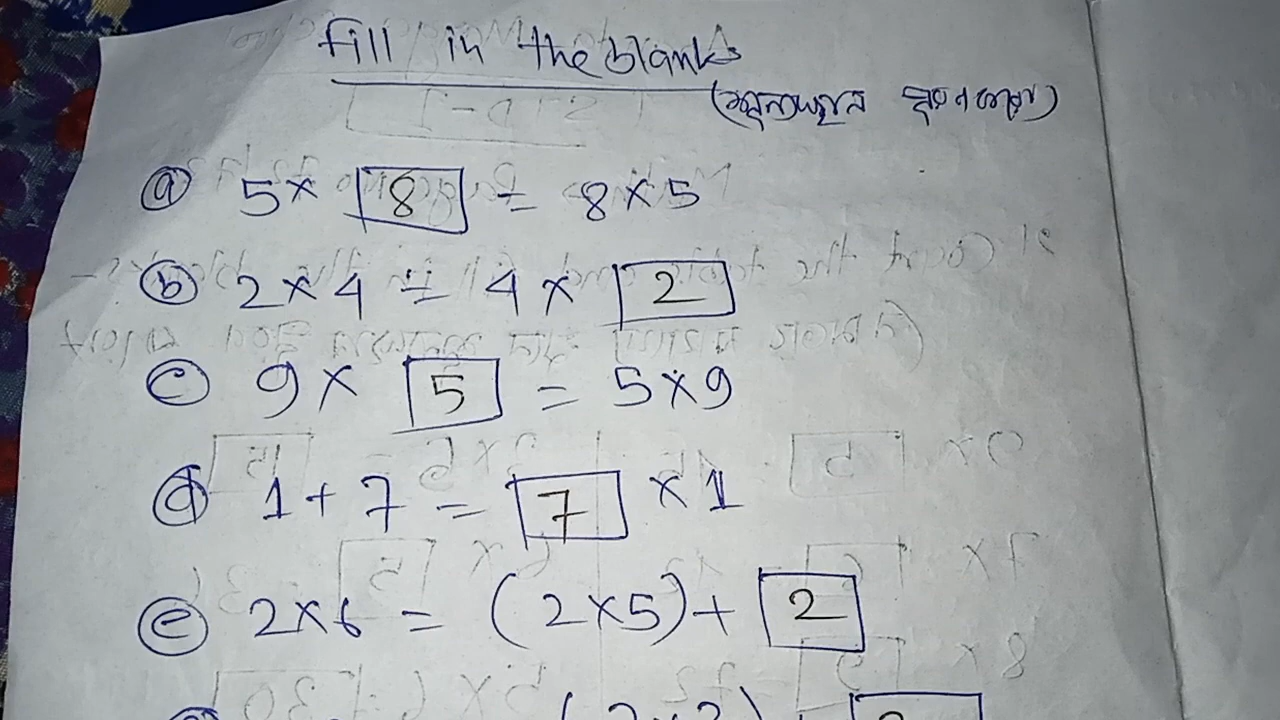 Fill in the blanks
(শূন্যস্থান পূরণ করো)
ⓐ 5 × 8 = 8 × 5
ⓑ 2 × 4 = 4 × 2
ⓒ 9 × 5 = 5 × 9
ⓓ 1 + 7 = 7 × 1
ⓔ 2 × 6 = (2 × 5) + 2